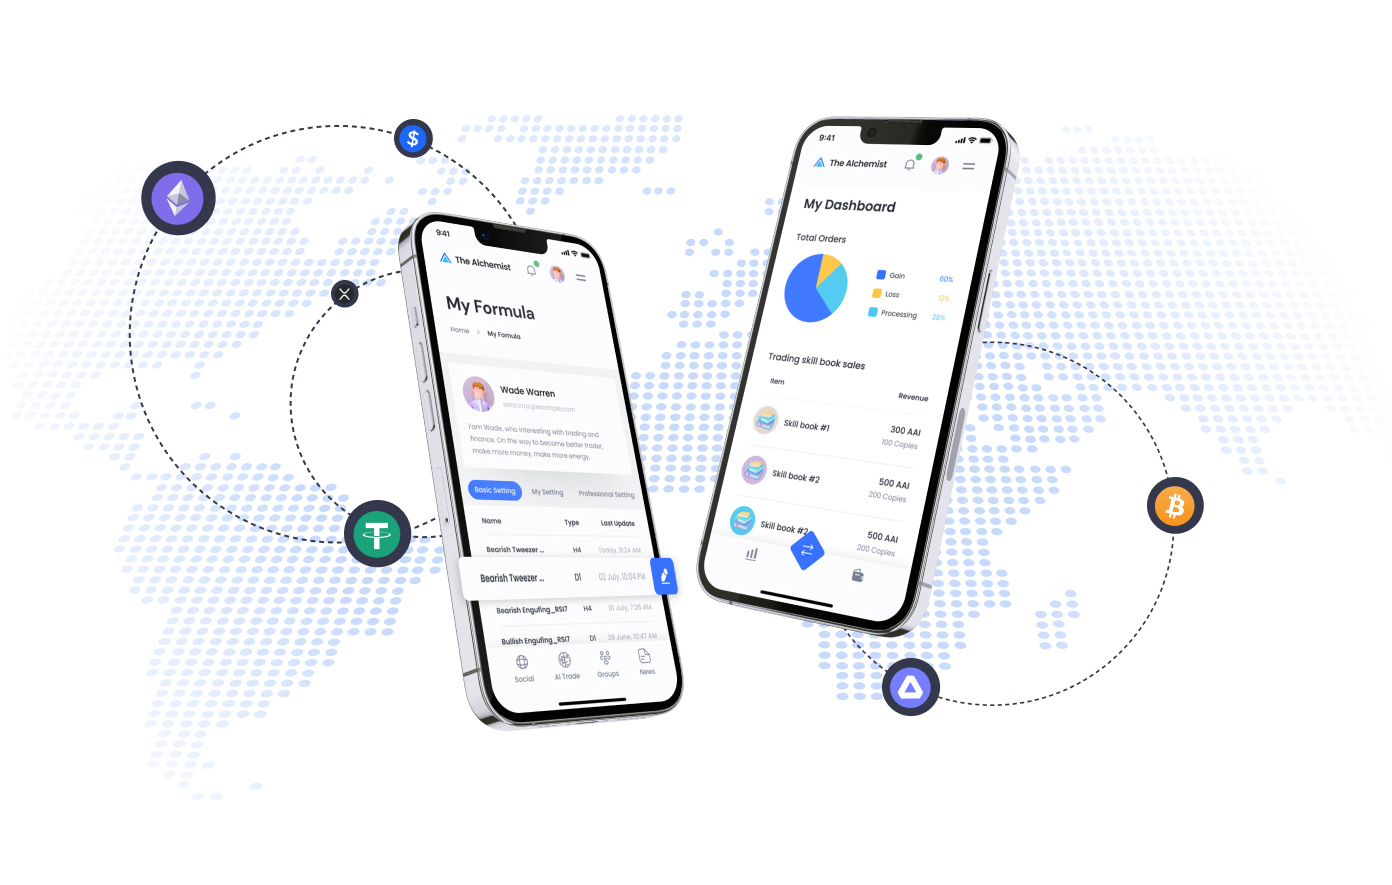 9:41
The Alchemist
My Formula
Home > My Formula
Wade Warren
sara.cruz@example.com
I am Wade, who interesting with trading and
finance. On the way to become better trader,
make more money, make more energy.
Basic Setting My Setting Professional Setting
Name Type Last Update
Bearish Tweezer ... H4 Today, 9:24 AM
Bearish Tweezer ... D1 02 July, 10:04 PM
Bearish Engufing_RSI7 H4 01 July, 7:26 AM
Bullish Engufing_RSI7 D1 29 June, 10:47 AM
Social AI Trade Groups News
9:41
The Alchemist
My Dashboard
Total Orders
Gain 60%
Loss 12%
Processing 28%
Trading skill book sales
Item Revenue
Skill book #1 300 AAI
100 Copies
Skill book #2 500 AAI
200 Copies
Skill book #2 500 AAI
200 Copies